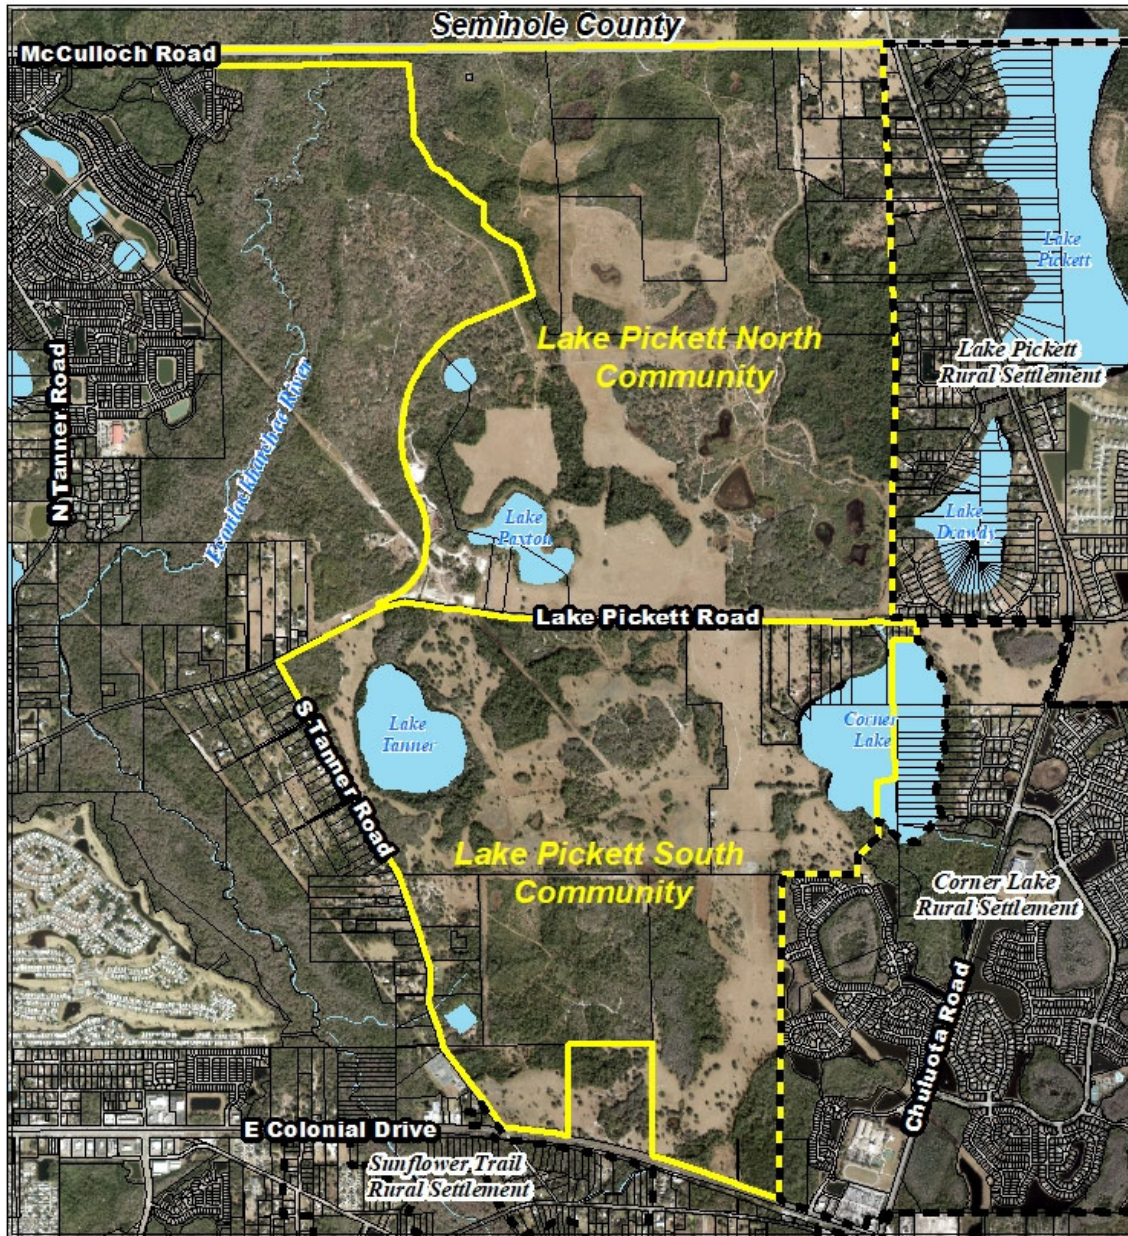 Seminole County
McCulloch Road
Lake
Pickett
Lake Pickett North
Community
Lake Pickett
Rural Settlement
N Tanner Road
Econlockhatchee River
Lake
Paxton
Lake
Drawdy
Lake Pickett Road
S Tanner Road
Lake
Tanner
Corner
Lake
Lake Pickett South
Community
Corner Lake
Rural Settlement
Chuluota Road
E Colonial Drive
Sunflower Trail
Rural Settlement